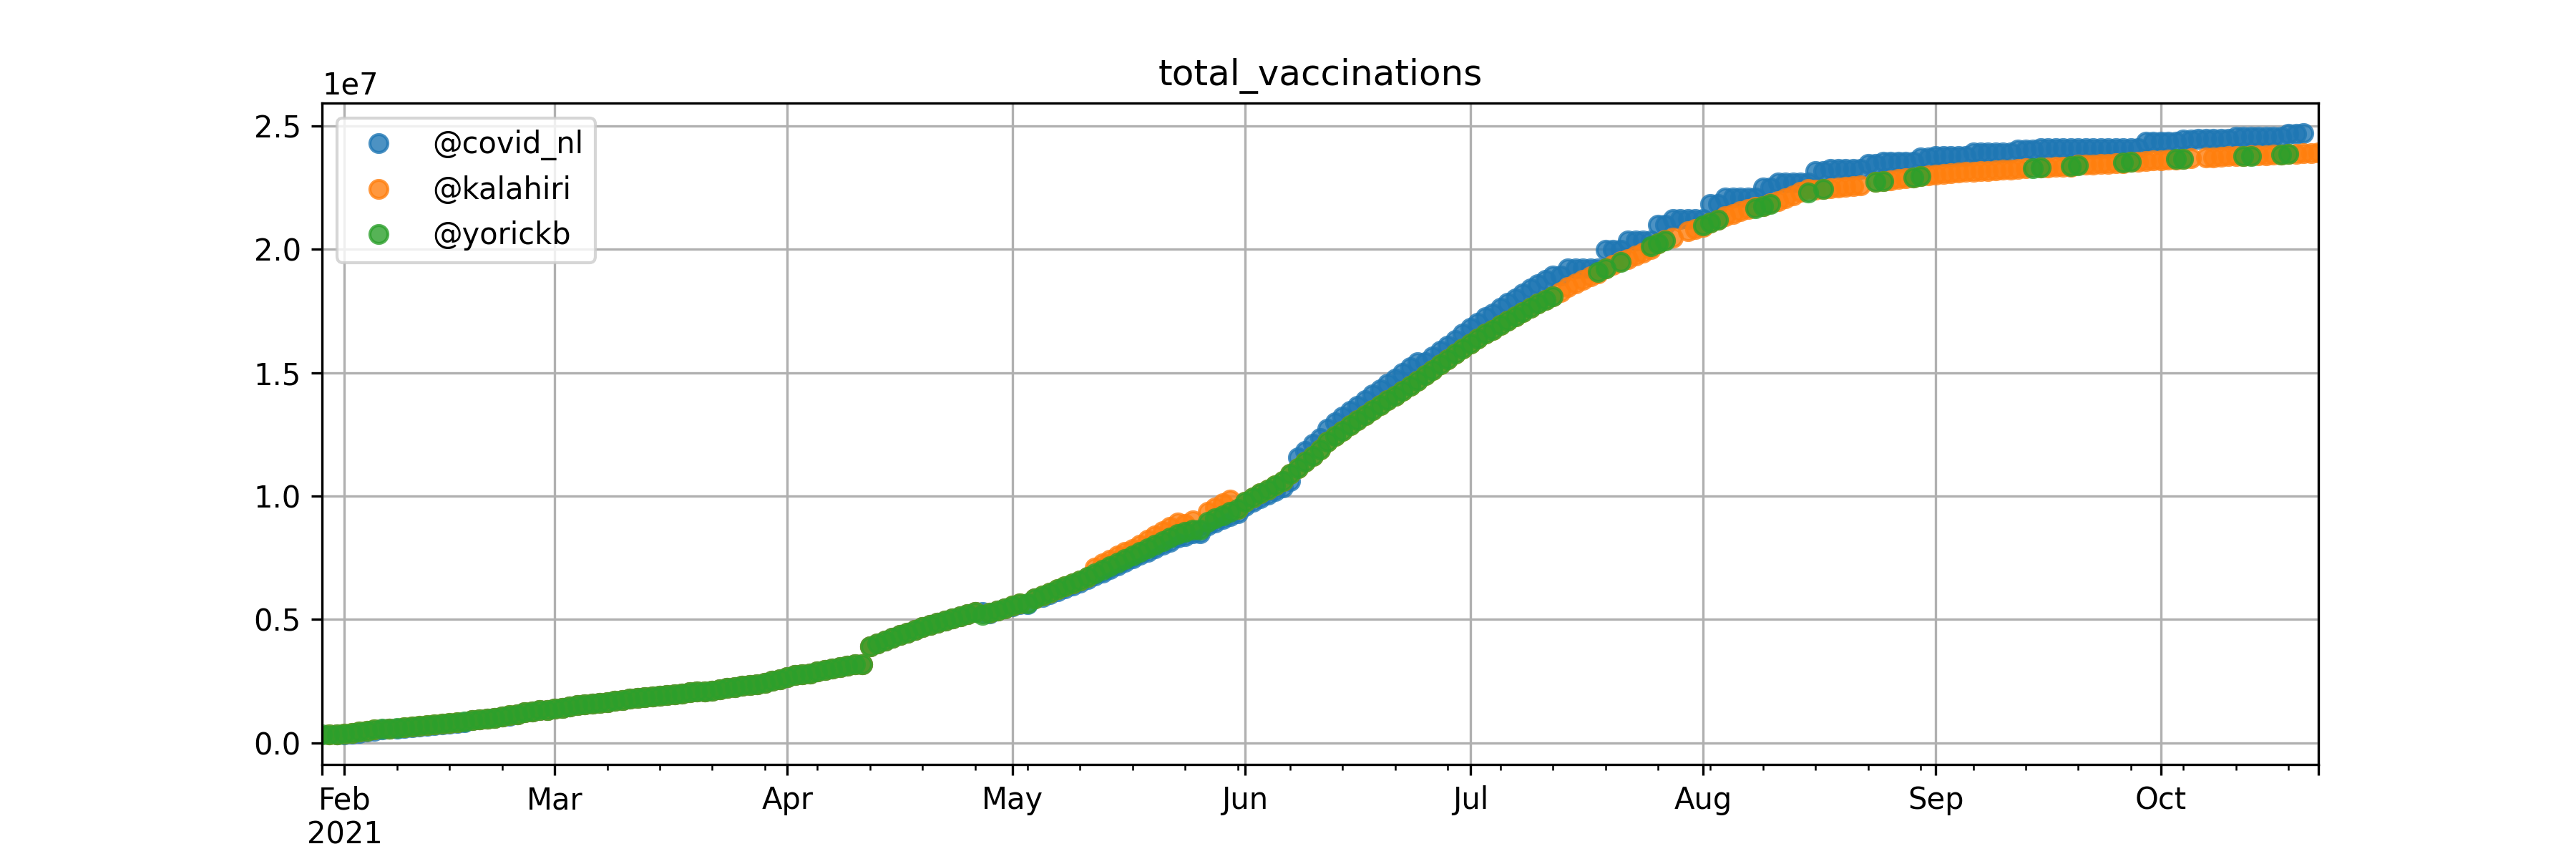 total_vaccinations
1e7
2.5
2.0
1.5
1.0
0.5
0.0
@covid_nl
@kalahiri
@yorickb
Feb Mar Apr May Jun Jul Aug Sep Oct
2021